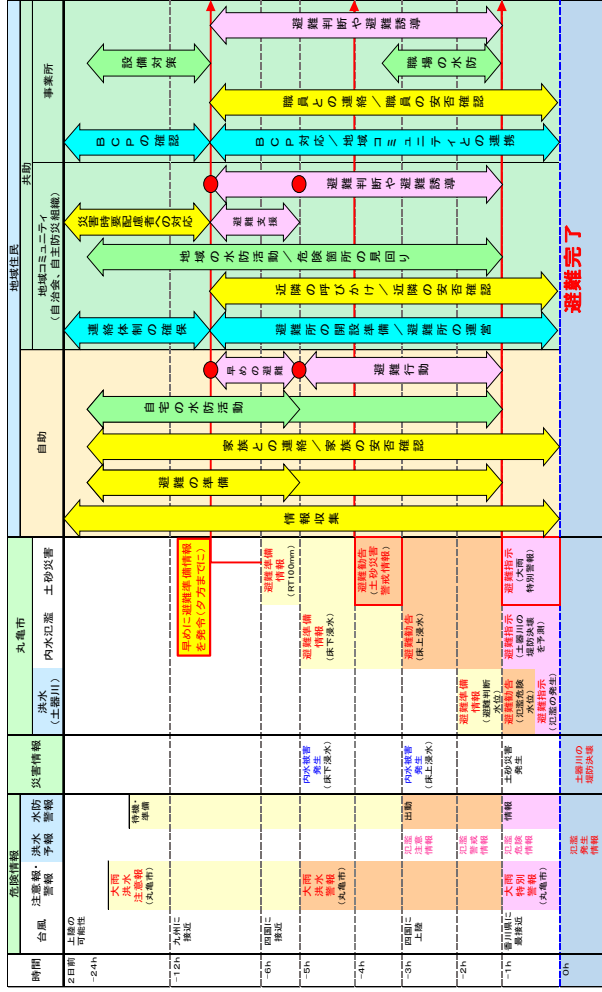 時間
危険情報
台風
注意報・
警報
洪水
予報
水防
警報
災害情報
丸亀市
洪水
(土器川)
内水氾濫
土砂災害
地域住民
自助
共助
地域コミュニティ
(自治会、自主防災組織)
事業所
2日前
上陸の
可能性
情報収集
連絡体制の確保
災害時要配慮者への対応
BCPの確認
-24h
大雨
洪水
注意報
(丸亀市)
待機・
準備
避難の準備
家族との連絡/家族の安否確認
自宅の水防活動
地域の水防活動/危険箇所の見回り
設備対策
-12h
九州に
接近
早めに避難準備情報
を発令(夕方までに)
早めの避難
避難所の開設準備/避難所の運営
近隣の呼びかけ/近隣の安否確認
避難支援
避難判断や避難誘導
BCP対応/地域コミュニティとの連携
職員との連絡/職員の安否確認
避難判断や避難誘導
-6h
四国に
接近
避難準備
情報
(RT100mm)
-5h
大雨
洪水
警報
(丸亀市)
内水被害
発生
(床下浸水)
避難準備
情報
(床下浸水)
避難行動
-4h
避難勧告
(土砂災害
警戒情報)
職場の水防
-3h
四国に
上陸
氾濫
注意
情報
出動
内水被害
発生
(床上浸水)
避難勧告
(床上浸水)
-2h
氾濫
警戒
情報
避難準備
情報
(避難判断
水位)
-1h
香川県に
最接近
大雨
特別
警報
(丸亀市)
氾濫
危険
情報
情報
土砂災害
発生
避難勧告
(氾濫危険
水位)
避難指示
(氾濫の発生)
避難指示
(土器川の
堤防決壊
を予測)
避難指示
(大雨
特別警報)
0h
氾濫
発生
情報
土器川の
堤防決壊
避難完了